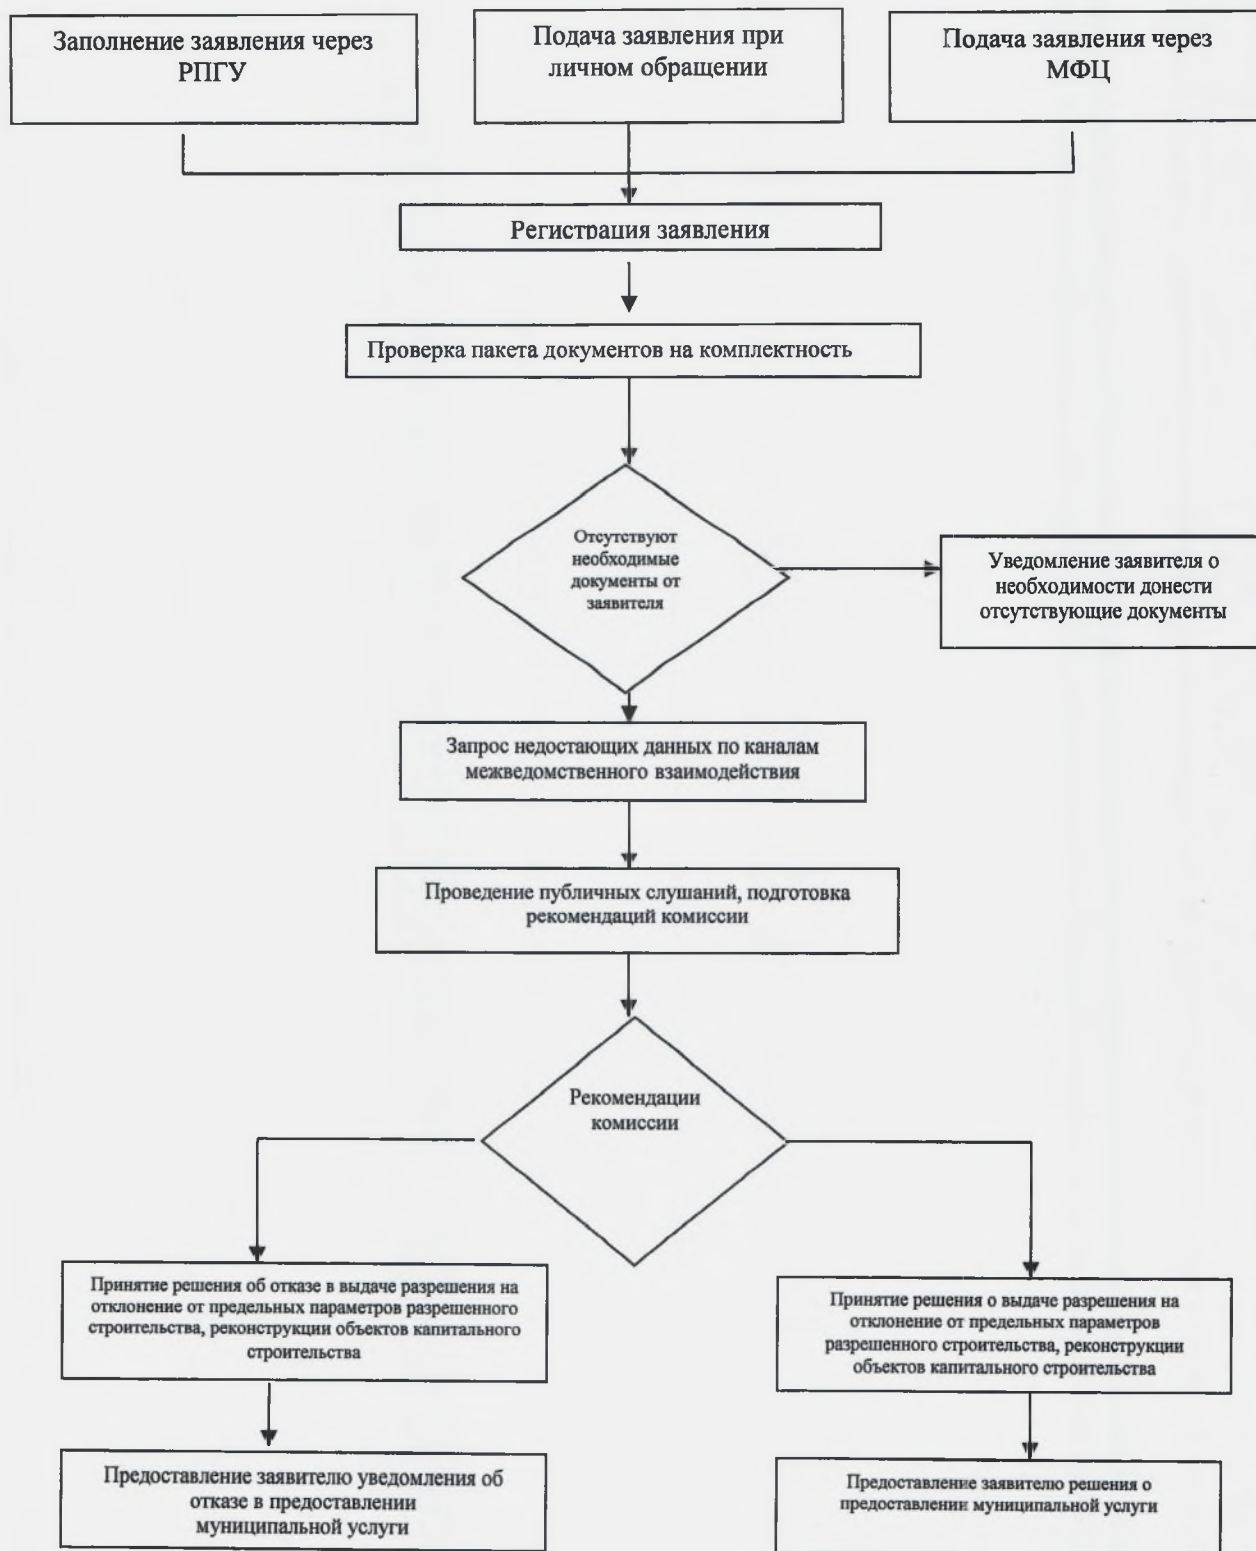 Заполнение заявления через
РПГУ
Подача заявления при
личном обращении
Подача заявления через
МФЦ
Регистрация заявления
Проверка пакета документов на комплектность
Отсутствуют
необходимые
документы от
заявителя
Уведомление заявителя о
необходимости донести
отсутствующие документы
Запрос недостающих данных по каналам
межведомственного взаимодействия
Проведение публичных слушаний, подготовка
рекомендаций комиссии
Рекомендации
комиссии
Принятие решения об отказе в выдаче разрешения на
отклонение от предельных параметров разрешенного
строительства, реконструкции объектов капитального
строительства
Принятие решения о выдаче разрешения на
отклонение от предельных параметров
разрешенного строительства, реконструкции
объектов капитального строительства
Предоставление заявителю уведомления об
отказе в предоставлении
муниципальной услуги
Предоставление заявителю решения о
предоставлении муниципальной услуги